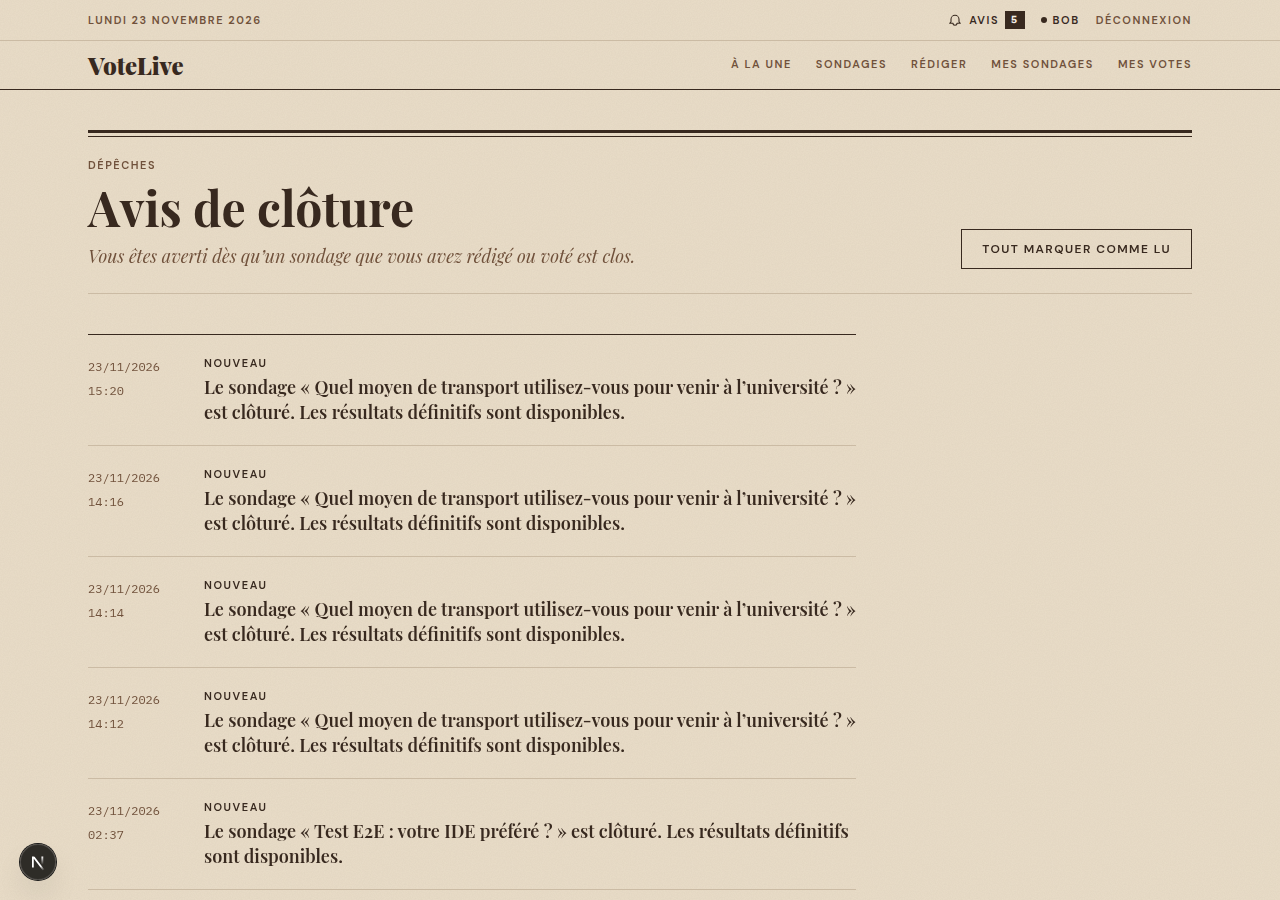 LUNDI 23 NOVEMBRE 2026
AVIS 5 BOB DÉCONNEXION
VoteLive
À LA UNE SONDAGES RÉDIGER MES SONDAGES MES VOTES
DÉPÊCHES
Avis de clôture
Vous êtes averti dès qu’un sondage que vous avez rédigé ou voté est clos.
TOUT MARQUER COMME LU
23/11/2026
15:20
NOUVEAU
Le sondage « Quel moyen de transport utilisez-vous pour venir à l’université ? »
est clôturé. Les résultats définitifs sont disponibles.
23/11/2026
14:16
NOUVEAU
Le sondage « Quel moyen de transport utilisez-vous pour venir à l’université ? »
est clôturé. Les résultats définitifs sont disponibles.
23/11/2026
14:14
NOUVEAU
Le sondage « Quel moyen de transport utilisez-vous pour venir à l’université ? »
est clôturé. Les résultats définitifs sont disponibles.
23/11/2026
14:12
NOUVEAU
Le sondage « Quel moyen de transport utilisez-vous pour venir à l’université ? »
est clôturé. Les résultats définitifs sont disponibles.
23/11/2026
02:37
NOUVEAU
Le sondage « Test E2E : votre IDE préféré ? » est clôturé. Les résultats définitifs
sont disponibles.
N